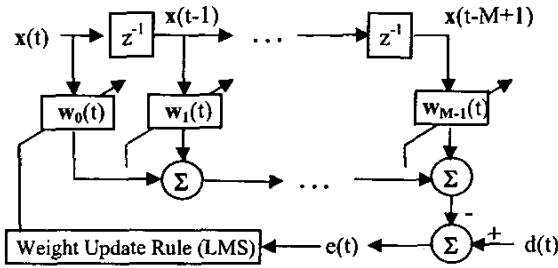 x(t) z⁻¹ x(t-1) ... z⁻¹ x(t-M+1)
w₀(t) w₁(t) w_{M-1}(t)
Σ ... Σ
-
Weight Update Rule (LMS) e(t) Σ + d(t)